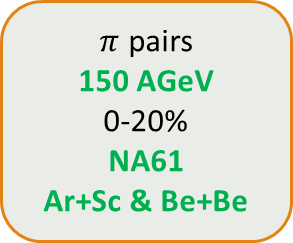 π pairs
150 AGeV
0-20%
NA61
Ar+Sc & Be+Be